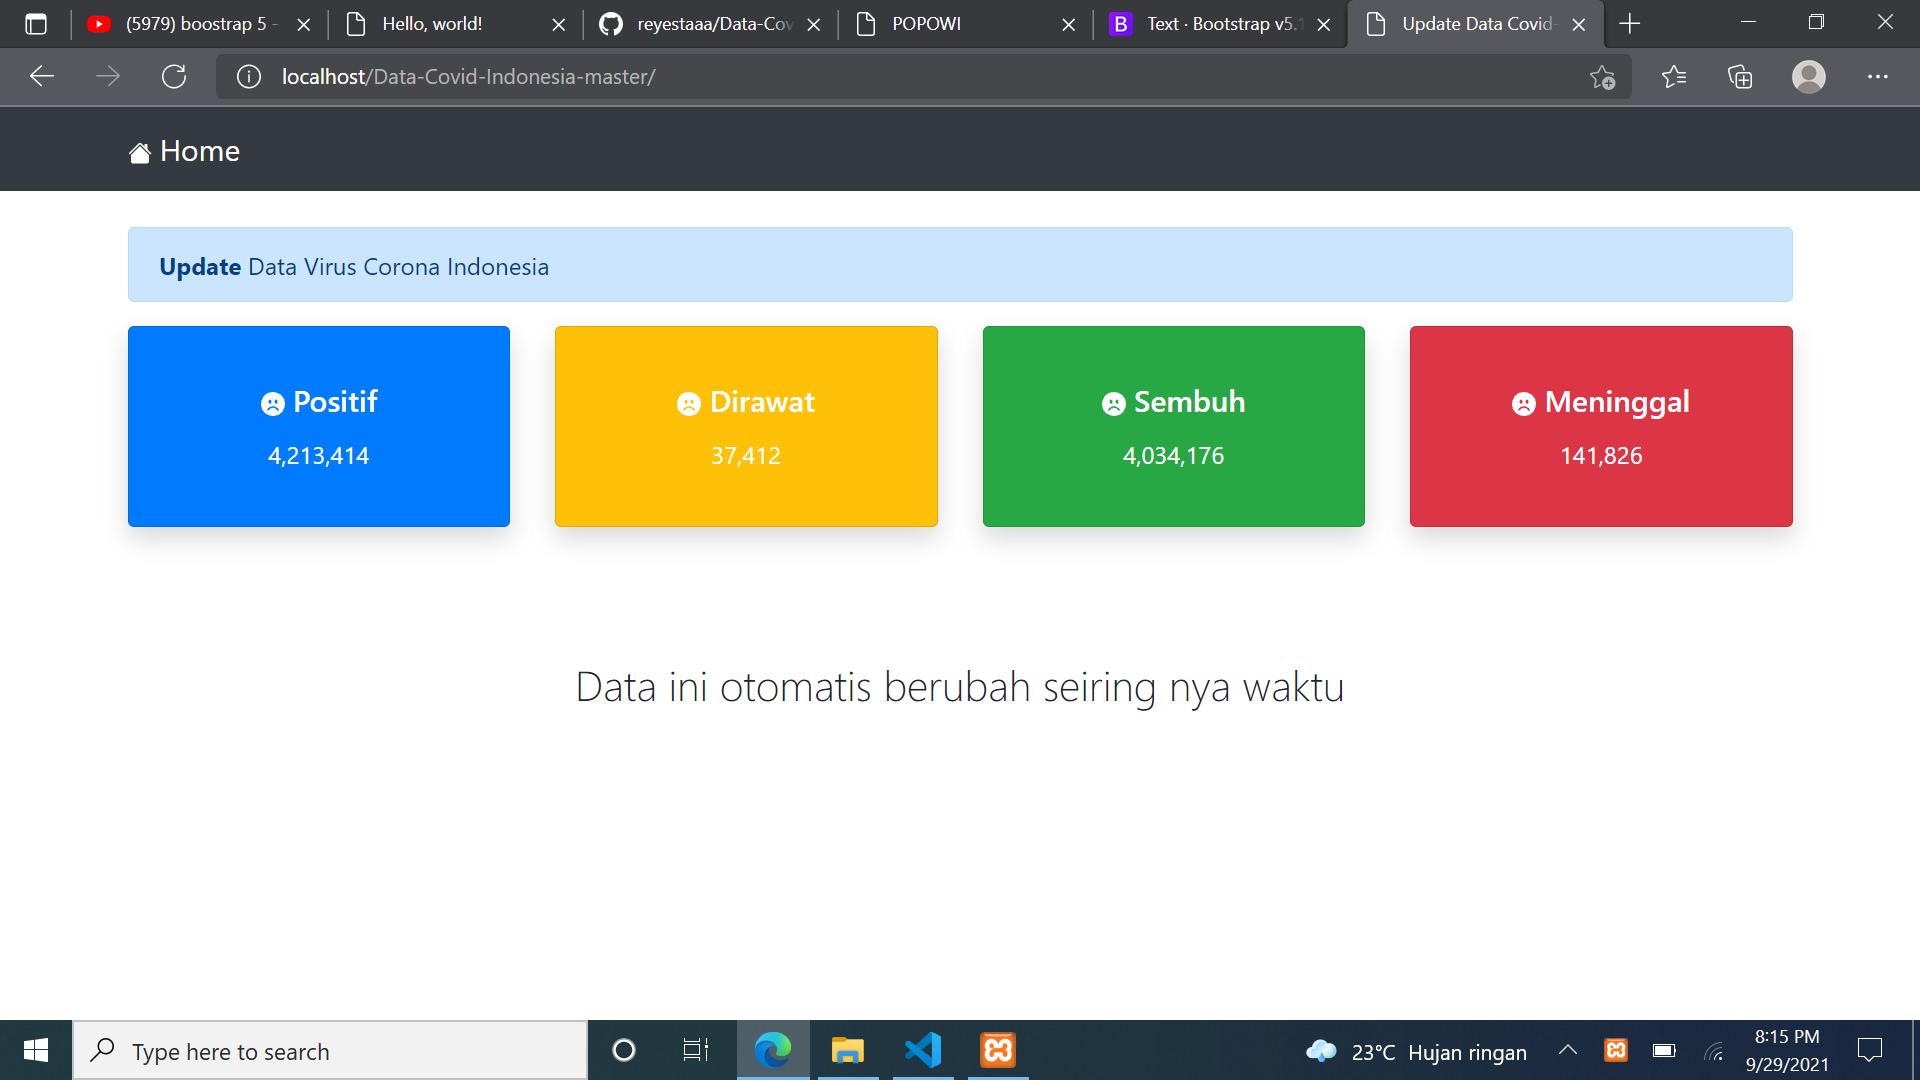 (5979) boostrap 5 -
Hello, world!
reyestaaa/Data-Cov
POPOWI
Text · Bootstrap v5.1
Update Data Covid-
localhost/Data-Covid-Indonesia-master/
Home
Update Data Virus Corona Indonesia
Positif
4,213,414
Dirawat
37,412
Sembuh
4,034,176
Meninggal
141,826
Data ini otomatis berubah seiring nya waktu
Type here to search
23°C Hujan ringan
8:15 PM
9/29/2021